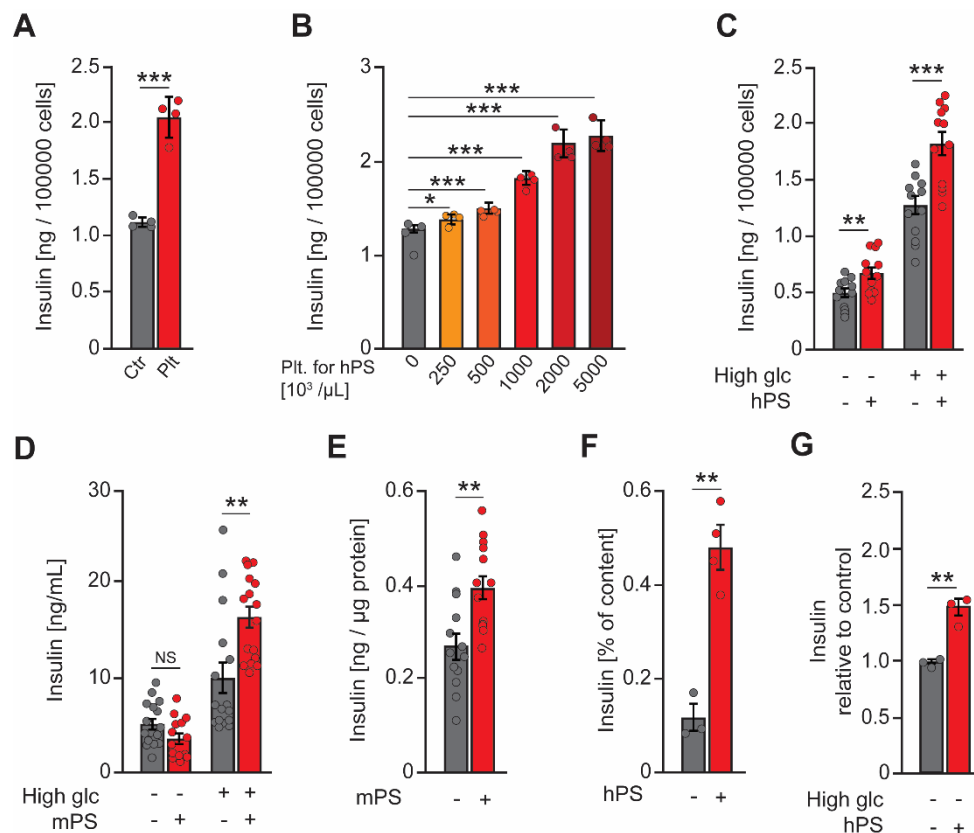 A
Insulin [ng / 100000 cells]
2.5
2.0
1.5
1.0
0.5
0
***
Ctr
Plt
B
Insulin [ng / 100000 cells]
3
2
1
0
***
***
***
***
*
Plt. for hPS
[10³ /µL]
0
250
500
1000
2000
5000
C
Insulin [ng / 100000 cells]
2.5
2.0
1.5
1.0
0.5
0
**
***
High glc - - + +
hPS - + - +
D
Insulin [ng/mL]
30
20
10
0
NS
**
High glc - - + +
mPS - + - +
E
Insulin [ng / µg protein]
0.6
0.4
0.2
0
**
mPS - +
F
Insulin [% of content]
0.6
0.4
0.2
0
**
hPS - +
G
Insulin
relative to control
2.5
2.0
1.5
1.0
0.5
0
**
High glc - -
hPS - +